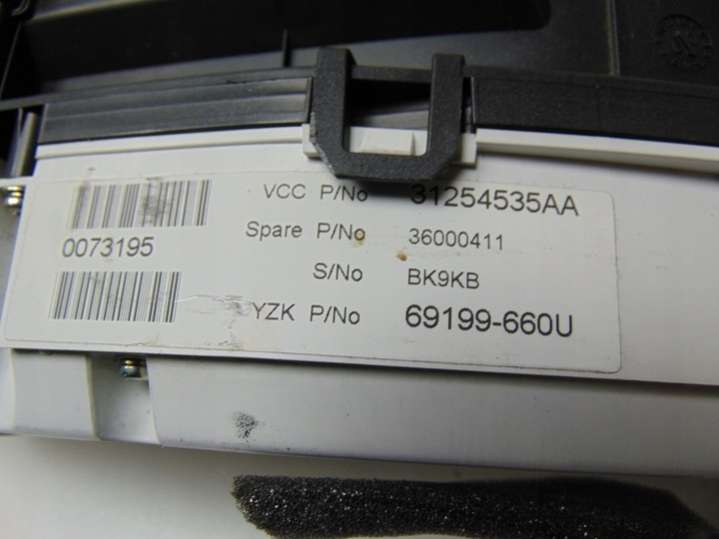 VCC P/No 31254535AA
Spare P/No 36000411
0073195
S/No BK9KB
YZK P/No 69199-660U